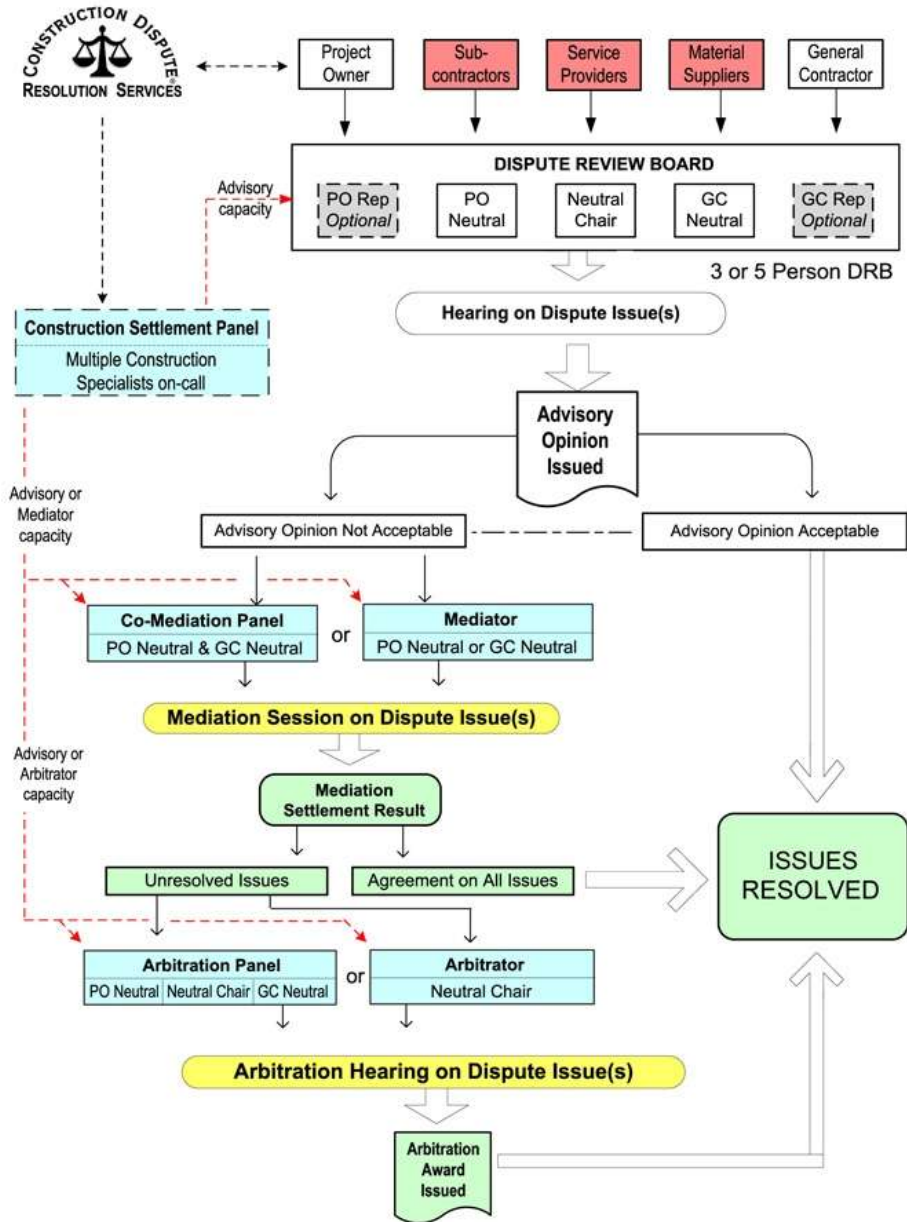 CONSTRUCTION DISPUTE®
RESOLUTION SERVICES
Project
Owner
Sub-
contractors
Service
Providers
Material
Suppliers
General
Contractor
DISPUTE REVIEW BOARD
PO Rep
Optional
PO
Neutral
Neutral
Chair
GC
Neutral
GC Rep
Optional
3 or 5 Person DRB
Advisory
capacity
Hearing on Dispute Issue(s)
Construction Settlement Panel
Multiple Construction
Specialists on-call
Advisory
Opinion
Issued
Advisory or
Mediator
capacity
Advisory Opinion Not Acceptable
Advisory Opinion Acceptable
Co-Mediation Panel
PO Neutral & GC Neutral
or
Mediator
PO Neutral or GC Neutral
Mediation Session on Dispute Issue(s)
Advisory or
Arbitrator
capacity
Mediation
Settlement Result
Unresolved Issues
Agreement on All Issues
ISSUES
RESOLVED
Arbitration Panel
PO Neutral Neutral Chair GC Neutral
or
Arbitrator
Neutral Chair
Arbitration Hearing on Dispute Issue(s)
Arbitration
Award
Issued